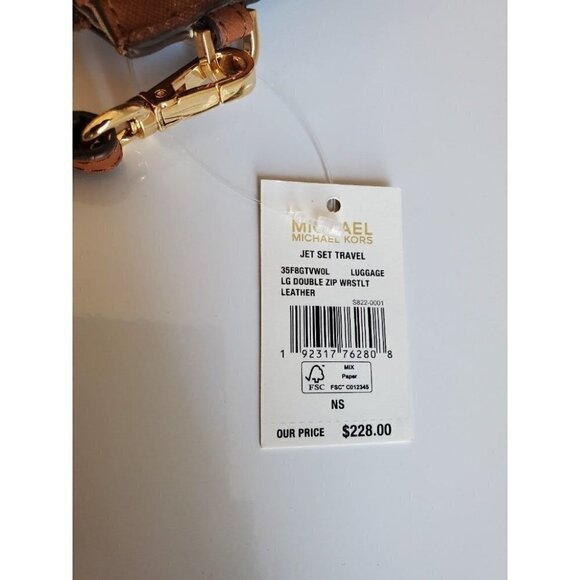 MICHAEL
MICHAEL KORS
JET SET TRAVEL
35F8GTVW0L LUGGAGE
LG DOUBLE ZIP WRSTLT
LEATHER
S822-0001
1 92317 76280 8
FSC
MIX
Paper
FSC™ C012345
NS
OUR PRICE $228.00